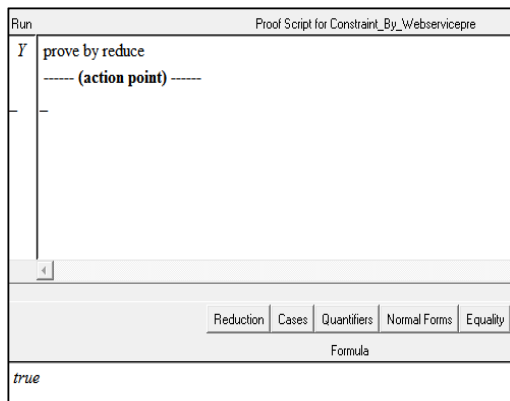 Run Proof Script for Constraint_By_Webservicepre
Y prove by reduce
------ (action point) ------
Reduction Cases Quantifiers Normal Forms Equality
Formula
true